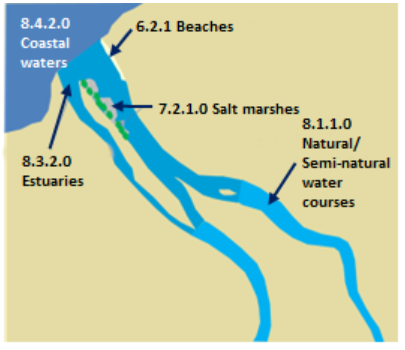 8.4.2.0
Coastal
waters
6.2.1 Beaches
7.2.1.0 Salt marshes
8.1.1.0
Natural/
Semi-natural
water
courses
8.3.2.0
Estuaries